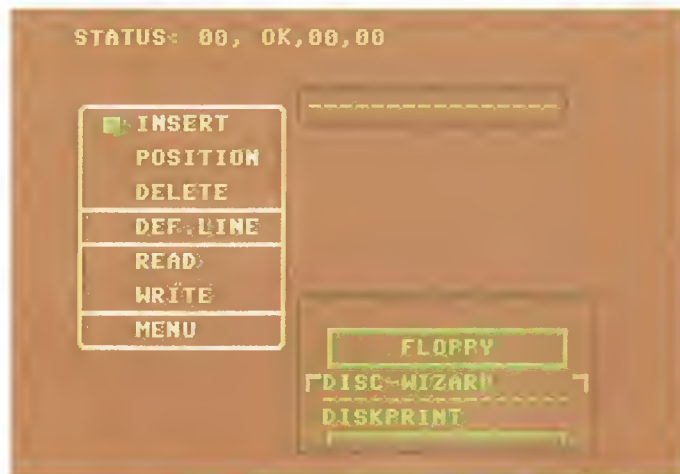 STATUS: 00, OK,00,00
INSERT
POSITION
DELETE
DEF.LINE
READ
WRITE
MENU
FLOPPY
DISC-WIZARD
DISKPRINT